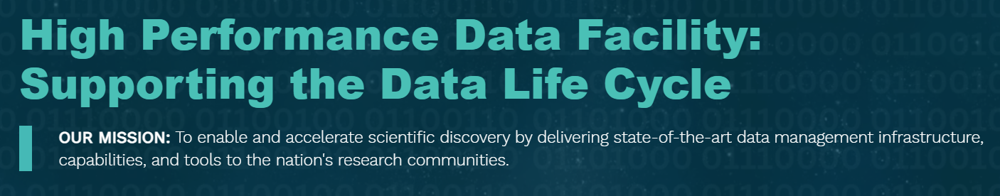 High Performance Data Facility:
Supporting the Data Life Cycle
OUR MISSION: To enable and accelerate scientific discovery by delivering state-of-the-art data management infrastructure,
capabilities, and tools to the nation's research communities.